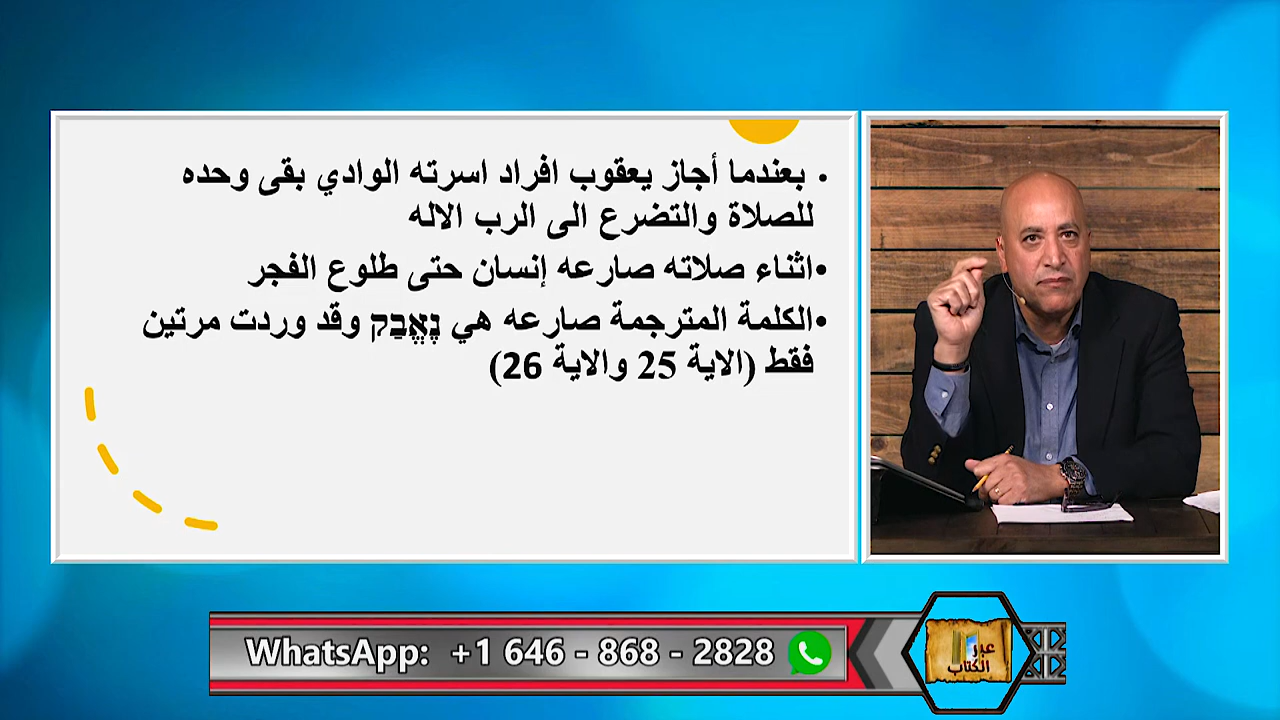 • بعندما أجاز يعقوب افراد اسرته الوادي بقى وحده
للصلاة والتضرع الى الرب الاله
•اثناء صلاته صارعه إنسان حتى طلوع الفجر
•الكلمة المترجمة صارعه هي נֶאֱבַק وقد وردت مرتين
فقط (الاية 25 والاية 26)
WhatsApp: +1 646 - 868 - 2828
عبر
الكتاب